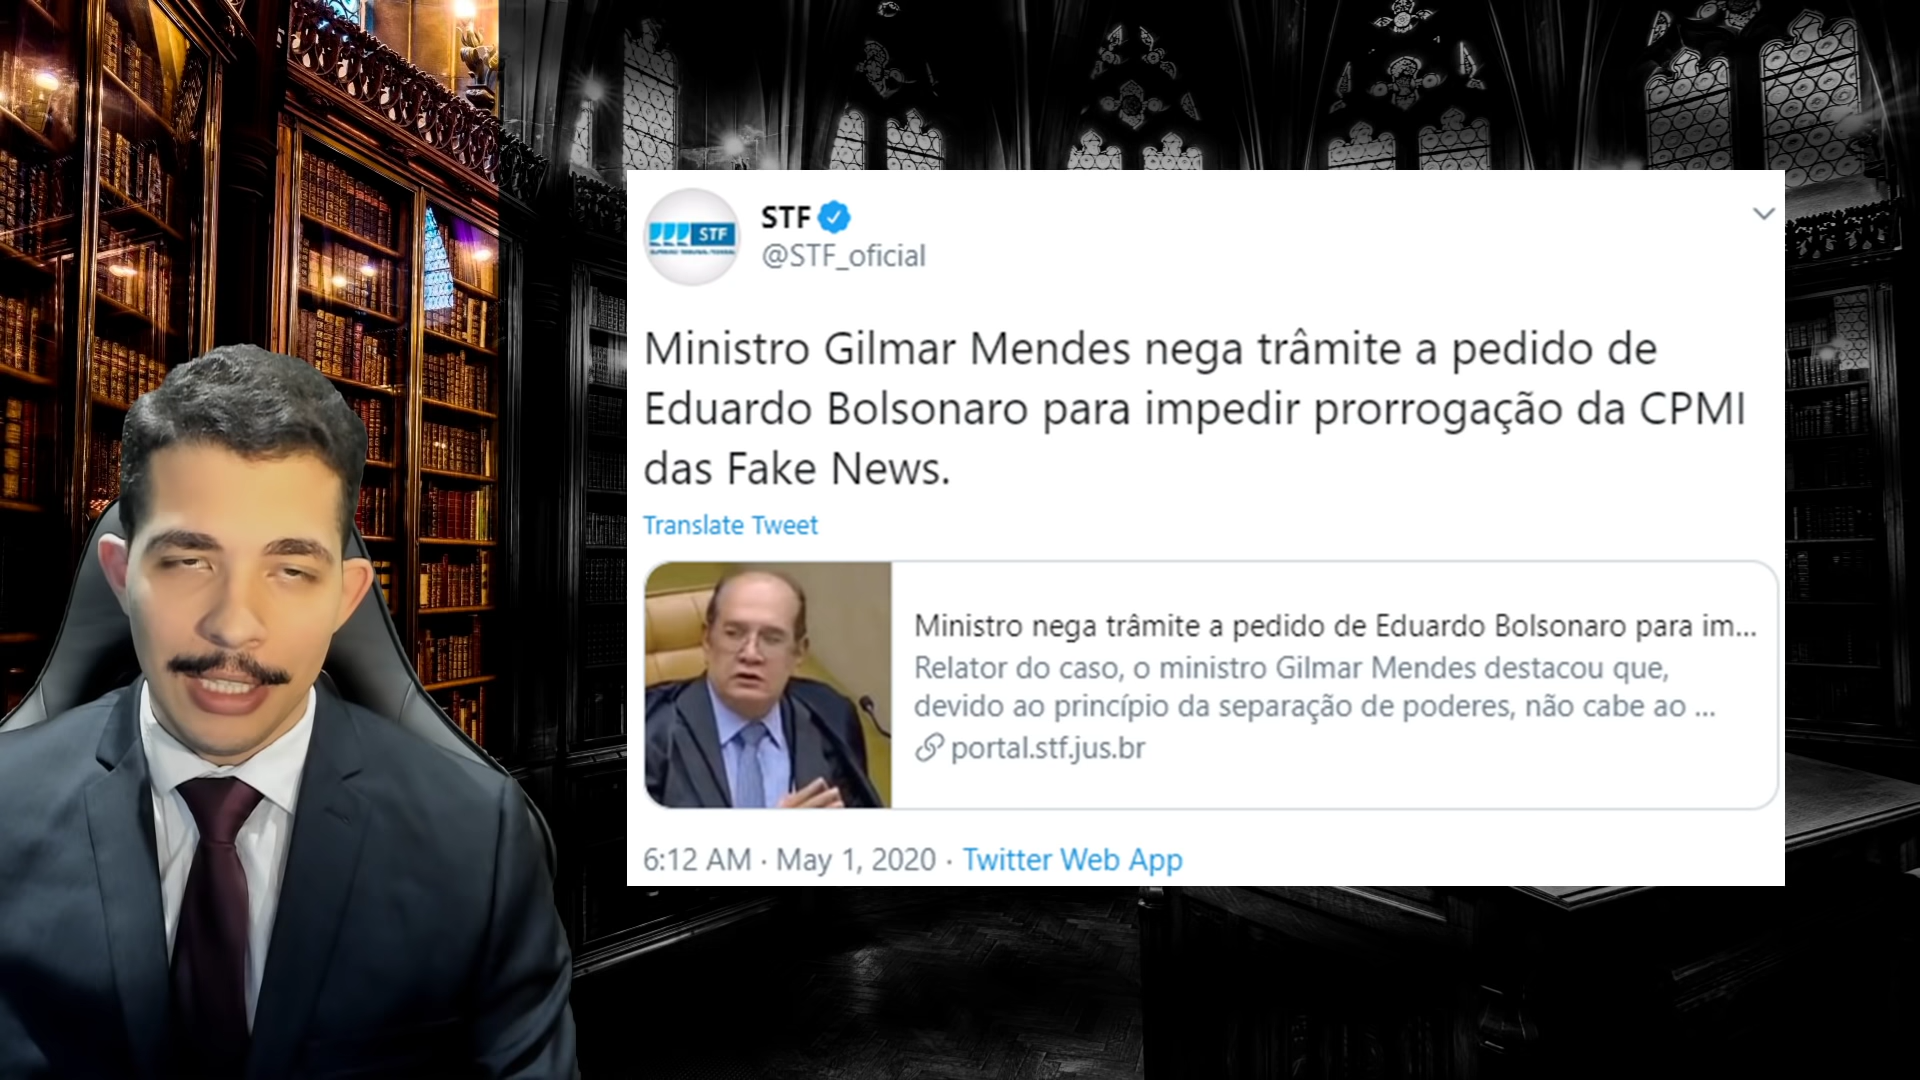 STF
STF
@STF_oficial
Ministro Gilmar Mendes nega trâmite a pedido de
Eduardo Bolsonaro para impedir prorrogação da CPMI
das Fake News.
Translate Tweet
Ministro nega trâmite a pedido de Eduardo Bolsonaro para im...
Relator do caso, o ministro Gilmar Mendes destacou que,
devido ao princípio da separação de poderes, não cabe ao ...
portal.stf.jus.br
6:12 AM · May 1, 2020 · Twitter Web App